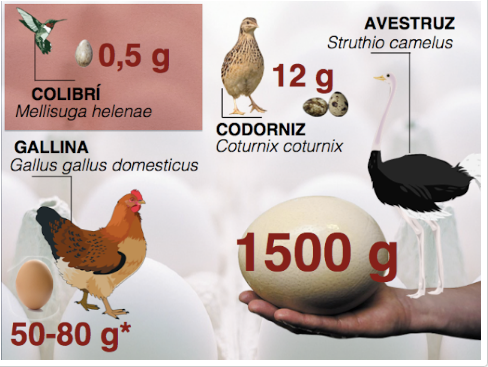 0,5 g
COLIBRÍ
Mellisuga helenae
12 g
CODORNIZ
Coturnix coturnix
AVESTRUZ
Struthio camelus
GALLINA
Gallus gallus domesticus
50-80 g*
1500 g